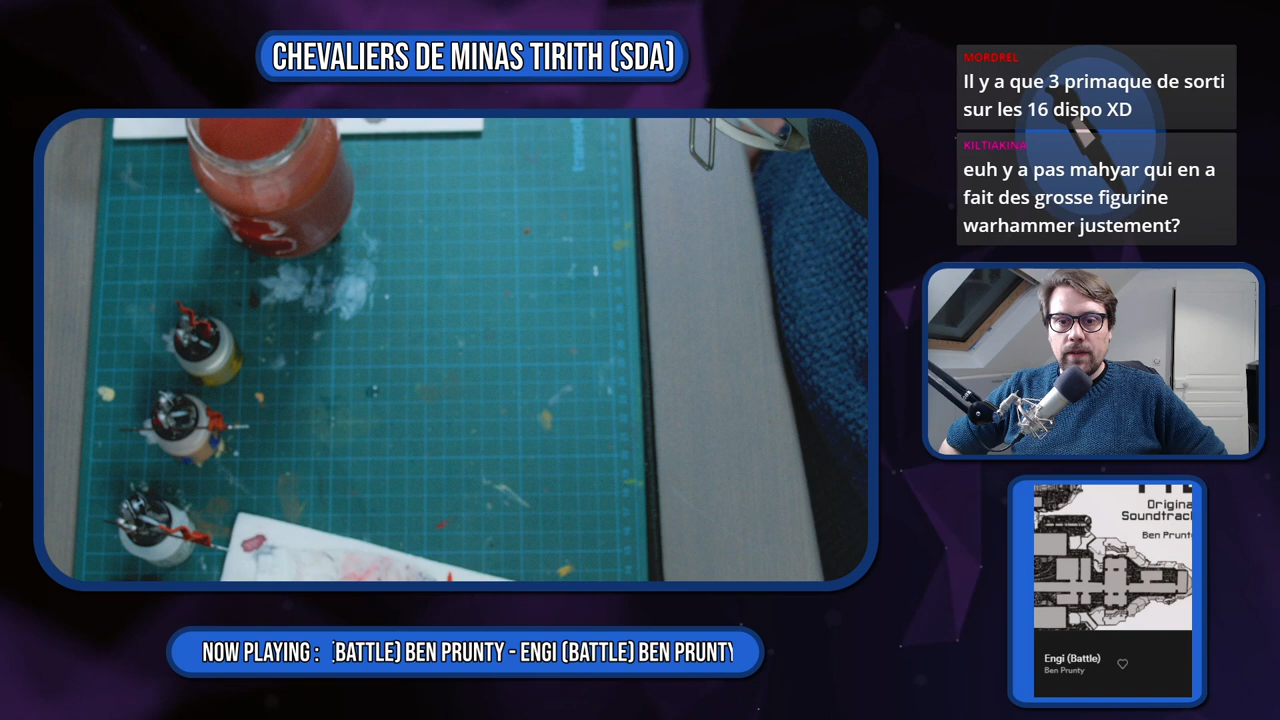 CHEVALIERS DE MINAS TIRITH (SDA)
MORDREL
Il y a que 3 primaque de sorti
sur les 16 dispo XD
KILTIAKINA
euh y a pas mahyar qui en a
fait des grosse figurine
warhammer justement?
Original
Soundtrack
Ben Prunty
Engi (Battle)
Ben Prunty
NOW PLAYING : (BATTLE) BEN PRUNTY - ENGI (BATTLE) BEN PRUNTY